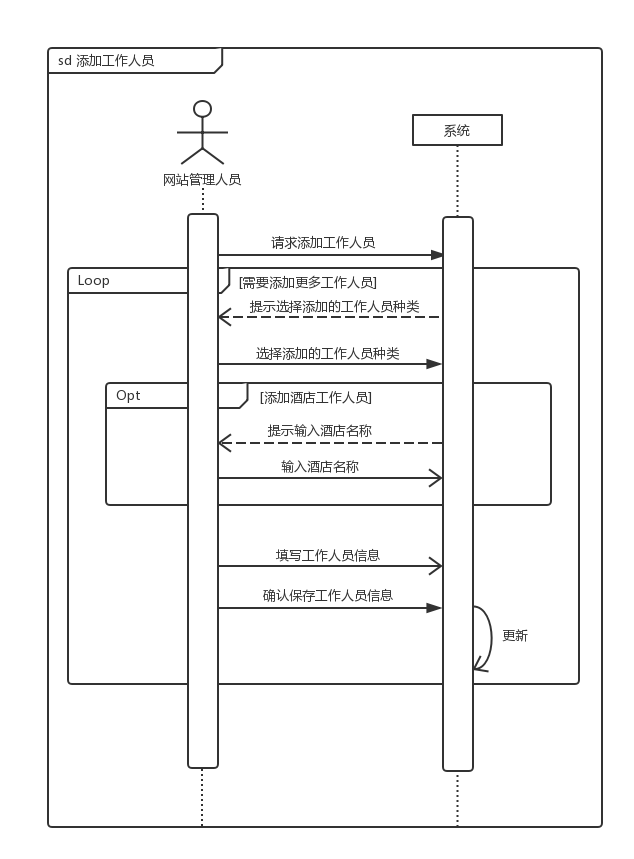 sd 添加工作人员
系统
网站管理人员
请求添加工作人员
Loop
[需要添加更多工作人员]
提示选择添加的工作人员种类
选择添加的工作人员种类
Opt
[添加酒店工作人员]
提示输入酒店名称
输入酒店名称
填写工作人员信息
确认保存工作人员信息
更新